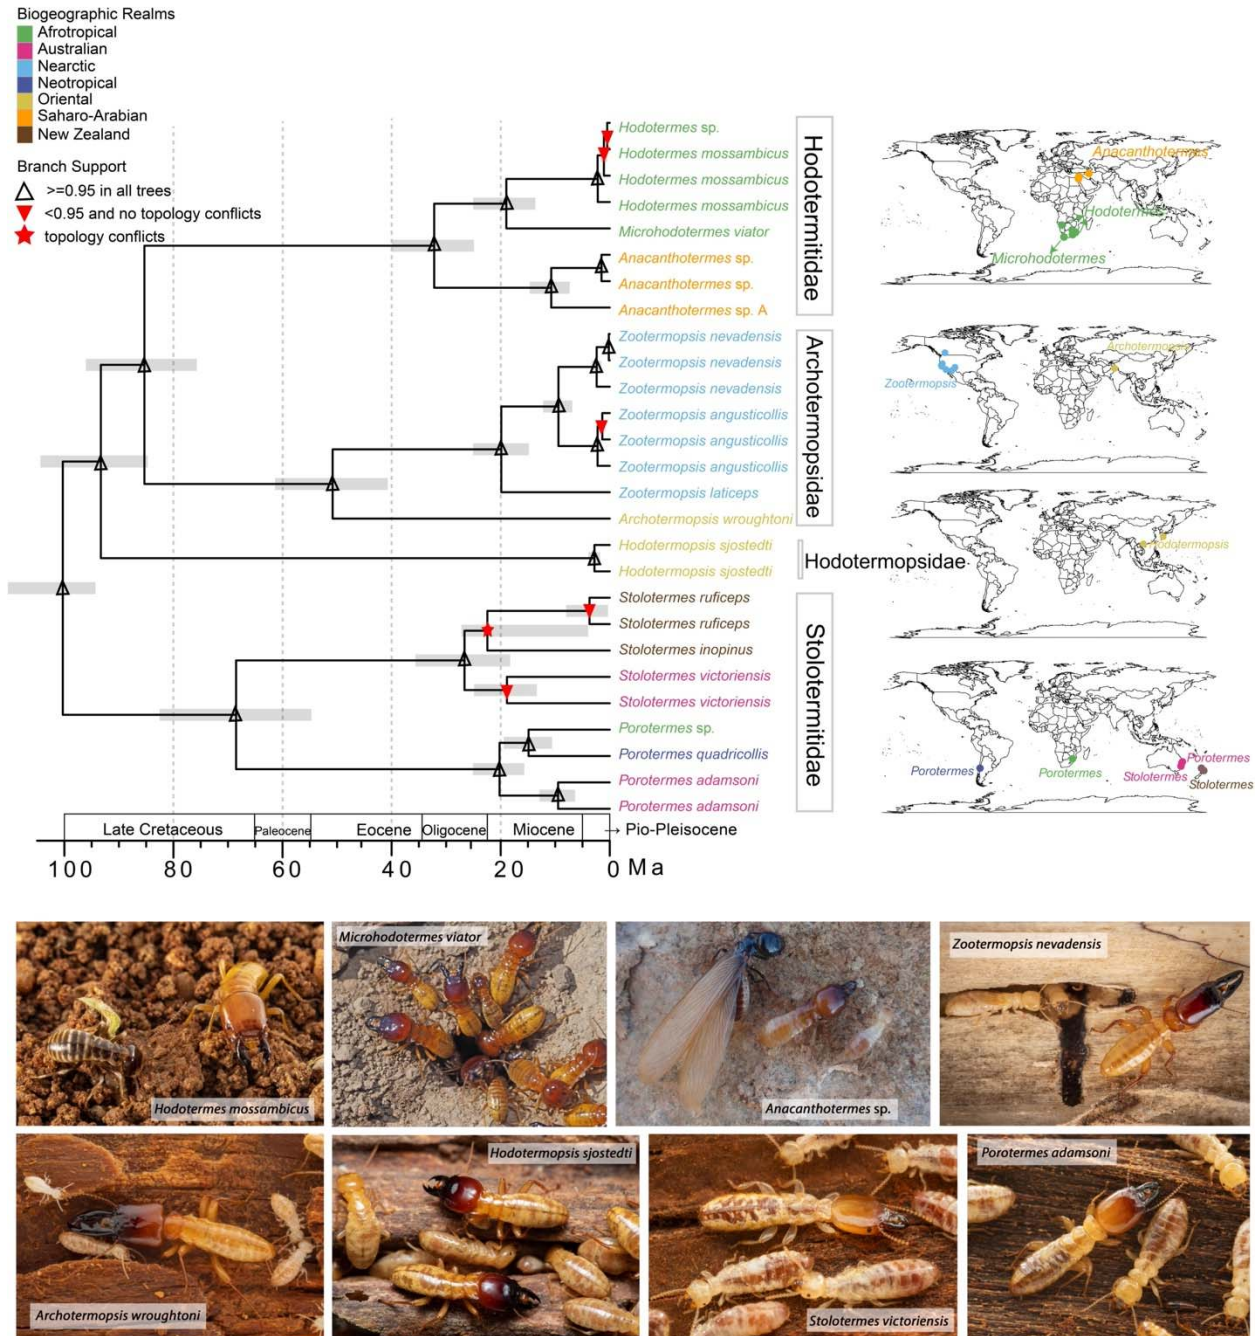 Biogeographic Realms
Afrotropical
Australian
Nearctic
Neotropical
Oriental
Saharo-Arabian
New Zealand
Branch Support
>=0.95 in all trees
<0.95 and no topology conflicts
topology conflicts
Hodotermes sp.
Hodotermes mossambicus
Hodotermes mossambicus
Hodotermes mossambicus
Microhodotermes viator
Anacanthotermes sp.
Anacanthotermes sp.
Anacanthotermes sp. A
Zootermopsis nevadensis
Zootermopsis nevadensis
Zootermopsis nevadensis
Zootermopsis angusticollis
Zootermopsis angusticollis
Zootermopsis angusticollis
Zootermopsis laticeps
Archotermopsis wroughtoni
Hodotermopsis sjostedti
Hodotermopsis sjostedti
Stolotermes ruficeps
Stolotermes ruficeps
Stolotermes inopinus
Stolotermes victoriensis
Stolotermes victoriensis
Porotermes sp.
Porotermes quadricollis
Porotermes adamsoni
Porotermes adamsoni
Hodotermitidae
Archotermopsidae
Hodotermopsidae
Stolotermitidae
Anacanthotermes
Hodotermes
Microhodotermes
Archotermopsis
Zootermopsis
Hodotermopsis
Porotermes
Porotermes
Porotermes
Stolotermes
Stolotermes
Late Cretaceous Paleocene Eocene Oligocene Miocene → Pio-Pleisocene
100 80 60 40 20 0 Ma
Hodotermes mossambicus
Microhodotermes viator
Anacanthotermes sp.
Zootermopsis nevadensis
Archotermopsis wroughtoni
Hodotermopsis sjostedti
Stolotermes victoriensis
Porotermes adamsoni